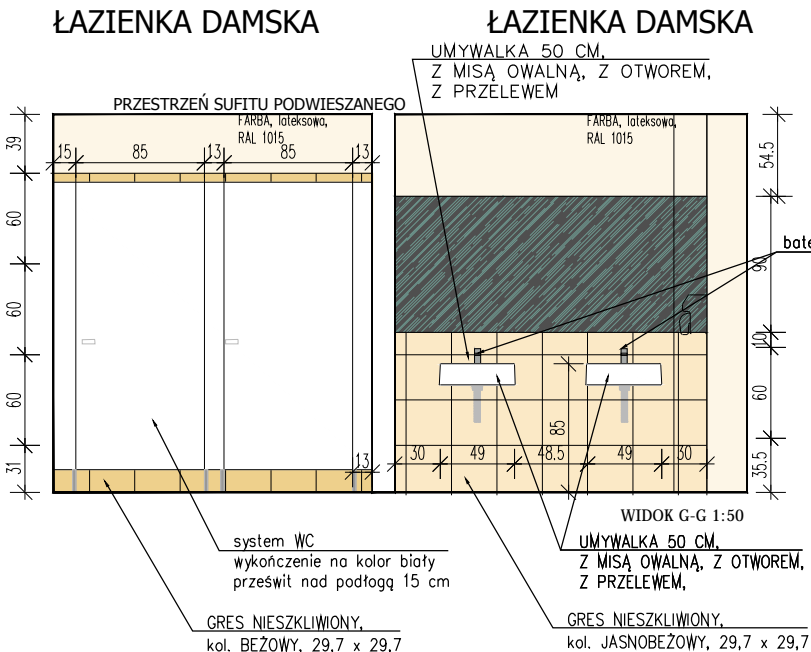 ŁAZIENKA DAMSKA
ŁAZIENKA DAMSKA
UMYWALKA 50 CM,
Z MISĄ OWALNĄ, Z OTWOREM,
Z PRZELEWEM
PRZESTRZEŃ SUFITU PODWIESZANEGO
FARBA, lateksowa,
RAL 1015
FARBA, lateksowa,
RAL 1015
39
15 85 13 85 13
54.5
60
60
60
31
bate
90
10
60
35.5
85
13
30 49 48.5 49 30
WIDOK G-G 1:50
system WC
wykończenie na kolor biały
prześwit nad podłogą 15 cm
UMYWALKA 50 CM,
Z MISĄ OWALNĄ, Z OTWOREM,
Z PRZELEWEM,
GRES NIESZKLIWIONY,
kol. BEŻOWY, 29,7 x 29,7
GRES NIESZKLIWIONY,
kol. JASNOBEŻOWY, 29,7 x 29,7